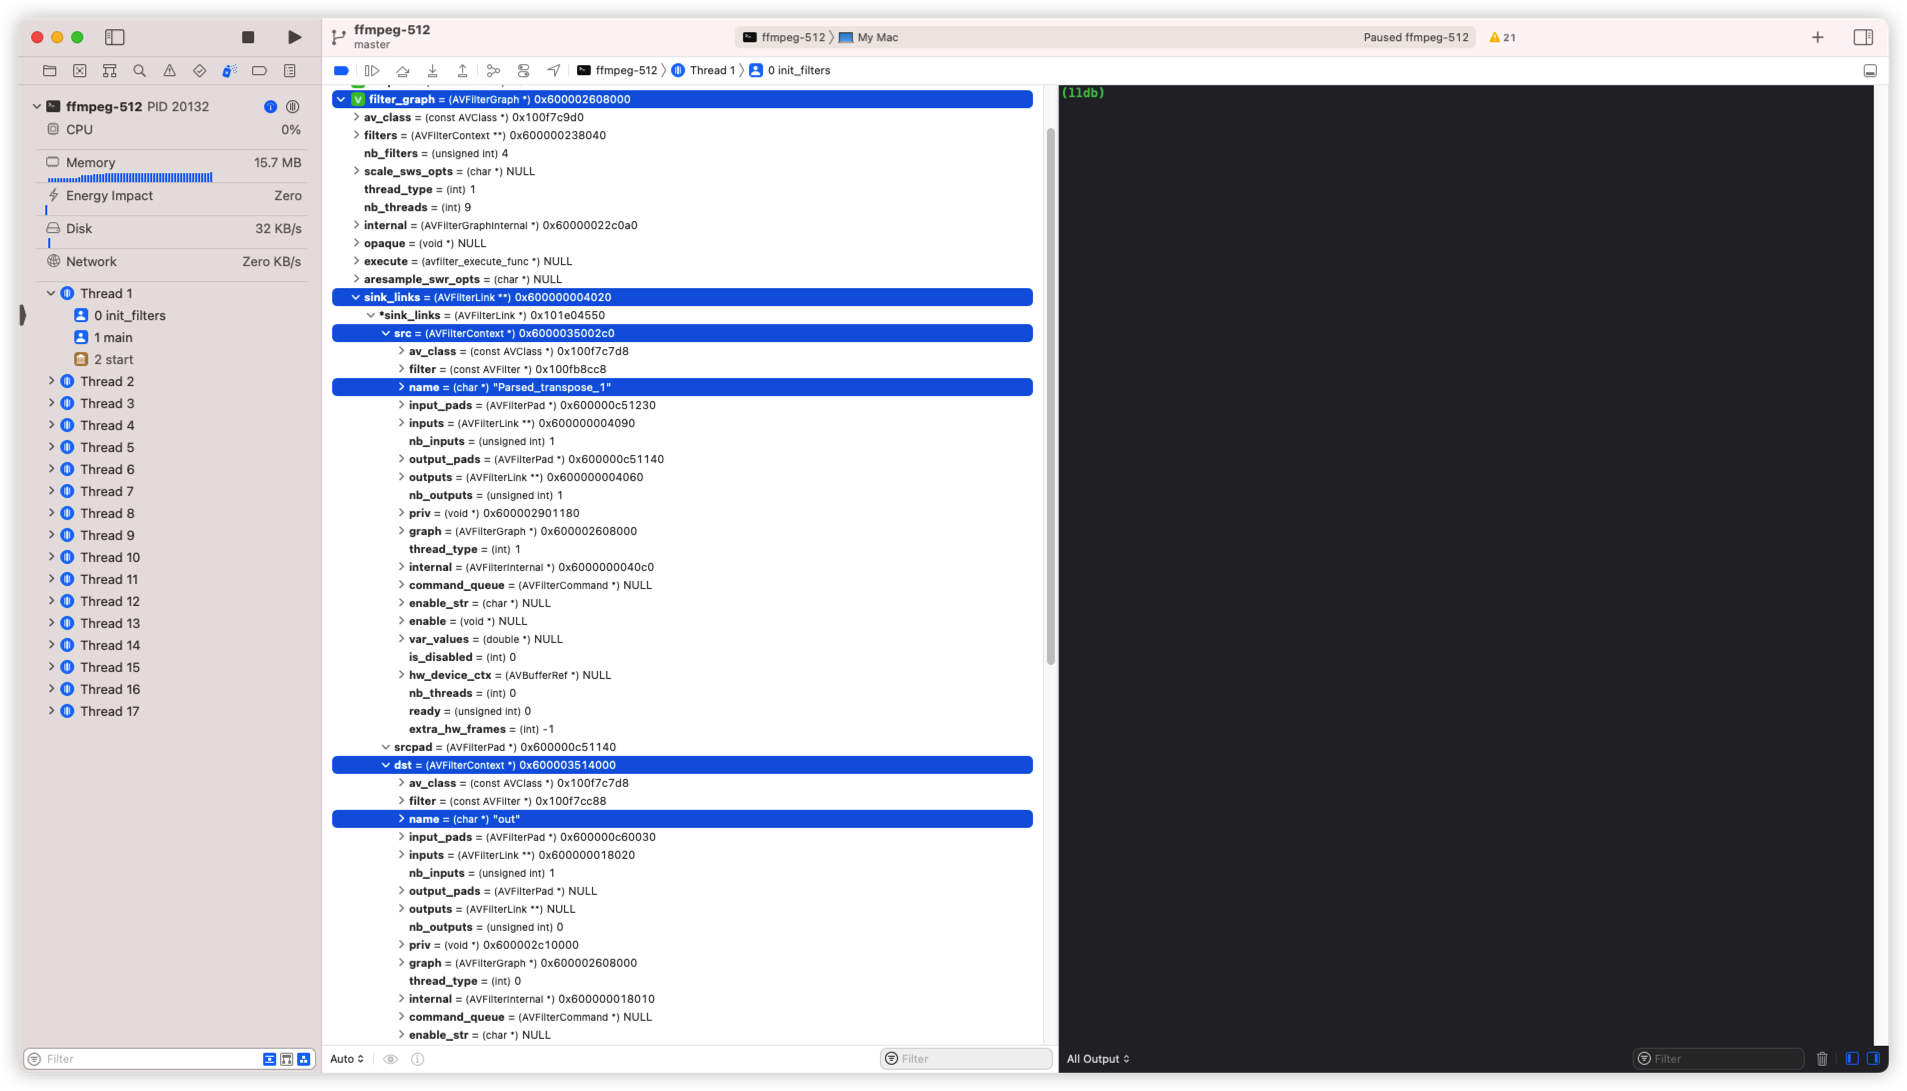 ffmpeg-512
master
ffmpeg-512 〉 My Mac
Paused ffmpeg-512
21
ffmpeg-512 〉 Thread 1 〉 0 init_filters
ffmpeg-512 PID 20132
CPU 0%
Memory 15.7 MB
Energy Impact Zero
Disk 32 KB/s
Network Zero KB/s
Thread 1
0 init_filters
1 main
2 start
Thread 2
Thread 3
Thread 4
Thread 5
Thread 6
Thread 7
Thread 8
Thread 9
Thread 10
Thread 11
Thread 12
Thread 13
Thread 14
Thread 15
Thread 16
Thread 17
Filter
V filter_graph = (AVFilterGraph *) 0x600002608000
av_class = (const AVClass *) 0x100f7c9d0
filters = (AVFilterContext **) 0x600000238040
nb_filters = (unsigned int) 4
scale_sws_opts = (char *) NULL
thread_type = (int) 1
nb_threads = (int) 9
internal = (AVFilterGraphInternal *) 0x60000022c0a0
opaque = (void *) NULL
execute = (avfilter_execute_func *) NULL
aresample_swr_opts = (char *) NULL
sink_links = (AVFilterLink **) 0x600000004020
*sink_links = (AVFilterLink *) 0x101e04550
src = (AVFilterContext *) 0x6000035002c0
av_class = (const AVClass *) 0x100f7c7d8
filter = (const AVFilter *) 0x100fb8cc8
name = (char *) "Parsed_transpose_1"
input_pads = (AVFilterPad *) 0x600000c51230
inputs = (AVFilterLink **) 0x600000004090
nb_inputs = (unsigned int) 1
output_pads = (AVFilterPad *) 0x600000c51140
outputs = (AVFilterLink **) 0x600000004060
nb_outputs = (unsigned int) 1
priv = (void *) 0x600002901180
graph = (AVFilterGraph *) 0x600002608000
thread_type = (int) 1
internal = (AVFilterInternal *) 0x6000000040c0
command_queue = (AVFilterCommand *) NULL
enable_str = (char *) NULL
enable = (void *) NULL
var_values = (double *) NULL
is_disabled = (int) 0
hw_device_ctx = (AVBufferRef *) NULL
nb_threads = (int) 0
ready = (unsigned int) 0
extra_hw_frames = (int) -1
srcpad = (AVFilterPad *) 0x600000c51140
dst = (AVFilterContext *) 0x600003514000
av_class = (const AVClass *) 0x100f7c7d8
filter = (const AVFilter *) 0x100f7cc88
name = (char *) "out"
input_pads = (AVFilterPad *) 0x600000c60030
inputs = (AVFilterLink **) 0x600000018020
nb_inputs = (unsigned int) 1
output_pads = (AVFilterPad *) NULL
outputs = (AVFilterLink **) NULL
nb_outputs = (unsigned int) 0
priv = (void *) 0x600002c10000
graph = (AVFilterGraph *) 0x600002608000
thread_type = (int) 0
internal = (AVFilterInternal *) 0x600000018010
command_queue = (AVFilterCommand *) NULL
enable_str = (char *) NULL
Auto
Filter
(lldb)
All Output
Filter